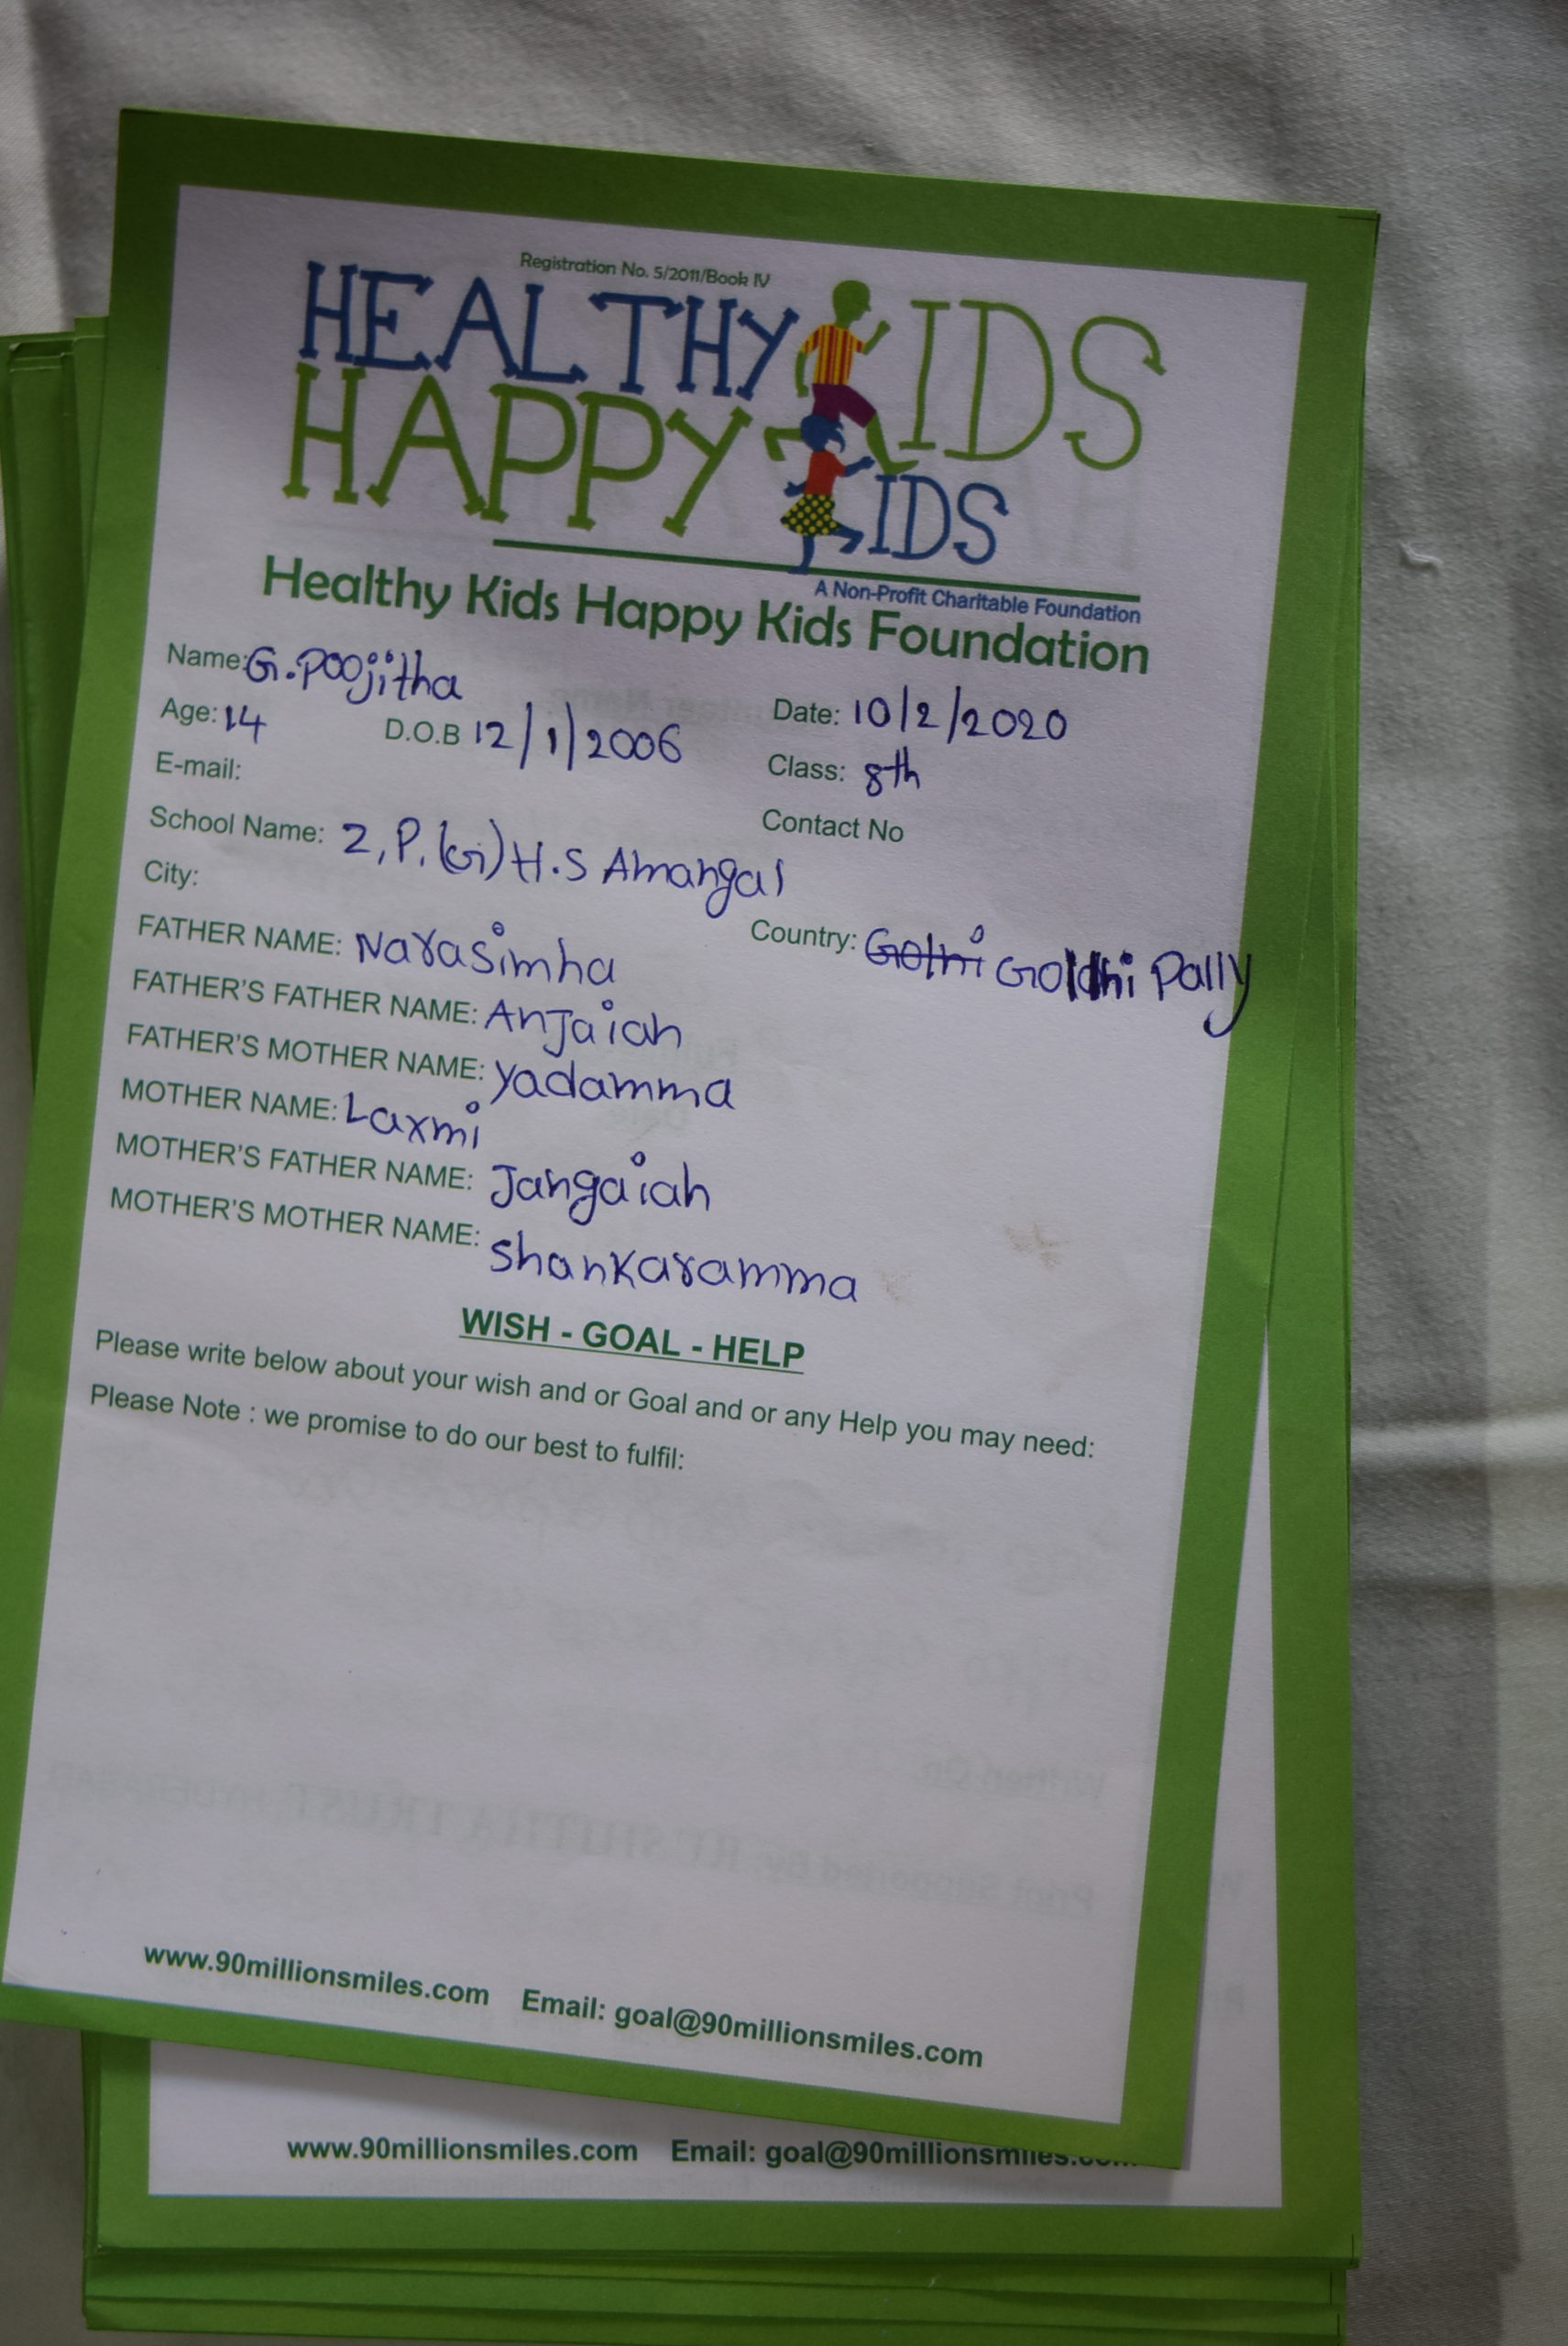 Registration No. 5/2011/Book IV
HEALTHY KIDS
HAPPY KIDS
A Non-Profit Charitable Foundation
Healthy Kids Happy Kids Foundation
Name: G. Poojitha
Date: 10/2/2020
Age: 14 D.O.B 12/1/2006
Class: 8th
E-mail:
Contact No
School Name: Z, P. (G) H.S Amangal
City:
Country: Goldhi Pally
FATHER NAME: Narasimha
FATHER'S FATHER NAME: Anjaiah
FATHER'S MOTHER NAME: yadamma
MOTHER NAME: Laxmi
MOTHER'S FATHER NAME: Jangaiah
MOTHER'S MOTHER NAME: shankaramma
WISH - GOAL - HELP
Please write below about your wish and or Goal and or any Help you may need:
Please Note : we promise to do our best to fulfil:
www.90millionsmiles.com Email: goal@90millionsmiles.com
www.90millionsmiles.com Email: goal@90millionsmiles.com